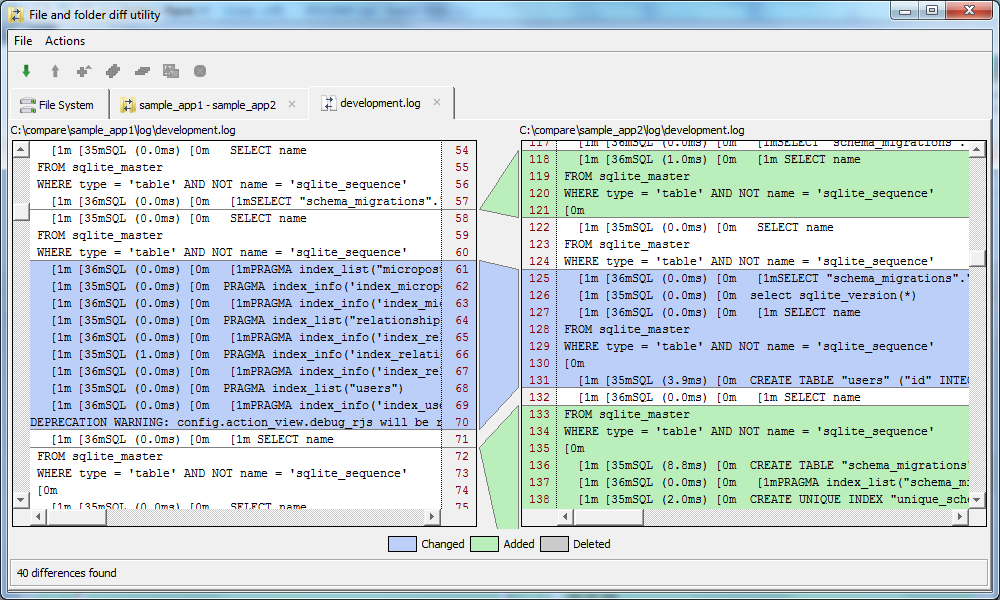 File and folder diff utility
File Actions
File System
sample_app1 - sample_app2
development.log
C:\compare\sample_app1\log\development.log
[1m [35mSQL (0.0ms) [0m SELECT name 54
FROM sqlite_master 55
WHERE type = 'table' AND NOT name = 'sqlite_sequence' 56
[1m [36mSQL (0.0ms) [0m [1mSELECT "schema_migrations". 57
[1m [35mSQL (0.0ms) [0m SELECT name 58
FROM sqlite_master 59
WHERE type = 'table' AND NOT name = 'sqlite_sequence' 60
[1m [36mSQL (0.0ms) [0m [1mPRAGMA index_list("micropos 61
[1m [35mSQL (0.0ms) [0m PRAGMA index_info('index_microp 62
[1m [36mSQL (0.0ms) [0m [1mPRAGMA index_info('index_mi 63
[1m [35mSQL (0.0ms) [0m PRAGMA index_list("relationship 64
[1m [36mSQL (0.0ms) [0m [1mPRAGMA index_info('index_re 65
[1m [35mSQL (1.0ms) [0m PRAGMA index_info('index_relati 66
[1m [36mSQL (0.0ms) [0m [1mPRAGMA index_info('index_re 67
[1m [35mSQL (0.0ms) [0m PRAGMA index_list("users") 68
[1m [36mSQL (0.0ms) [0m [1mPRAGMA index_info('index_us 69
DEPRECATION WARNING: config.action_view.debug_rjs will be r 70
[1m [36mSQL (0.0ms) [0m [1m SELECT name 71
FROM sqlite_master 72
WHERE type = 'table' AND NOT name = 'sqlite_sequence' 73
[0m 74
[1m [35mSQL (0.0ms) [0m SELECT name 75
C:\compare\sample_app2\log\development.log
117 [1m [36mSQL (0.0ms) [0m [1mSELECT "schema_migrations".
118 [1m [36mSQL (1.0ms) [0m [1m SELECT name
119 FROM sqlite_master
120 WHERE type = 'table' AND NOT name = 'sqlite_sequence'
121 [0m
122 [1m [35mSQL (0.0ms) [0m SELECT name
123 FROM sqlite_master
124 WHERE type = 'table' AND NOT name = 'sqlite_sequence'
125 [1m [36mSQL (0.0ms) [0m [1mSELECT "schema_migrations".
126 [1m [35mSQL (0.0ms) [0m select sqlite_version(*)
127 [1m [36mSQL (0.0ms) [0m [1m SELECT name
128 FROM sqlite_master
129 WHERE type = 'table' AND NOT name = 'sqlite_sequence'
130 [0m
131 [1m [35mSQL (3.9ms) [0m CREATE TABLE "users" ("id" INTE
132 [1m [36mSQL (0.0ms) [0m [1m SELECT name
133 FROM sqlite_master
134 WHERE type = 'table' AND NOT name = 'sqlite_sequence'
135 [0m
136 [1m [35mSQL (8.8ms) [0m CREATE TABLE "schema_migrations
137 [1m [36mSQL (0.0ms) [0m [1mPRAGMA index_list("schema_m
138 [1m [35mSQL (2.0ms) [0m CREATE UNIQUE INDEX "unique_sch
Changed Added Deleted
40 differences found